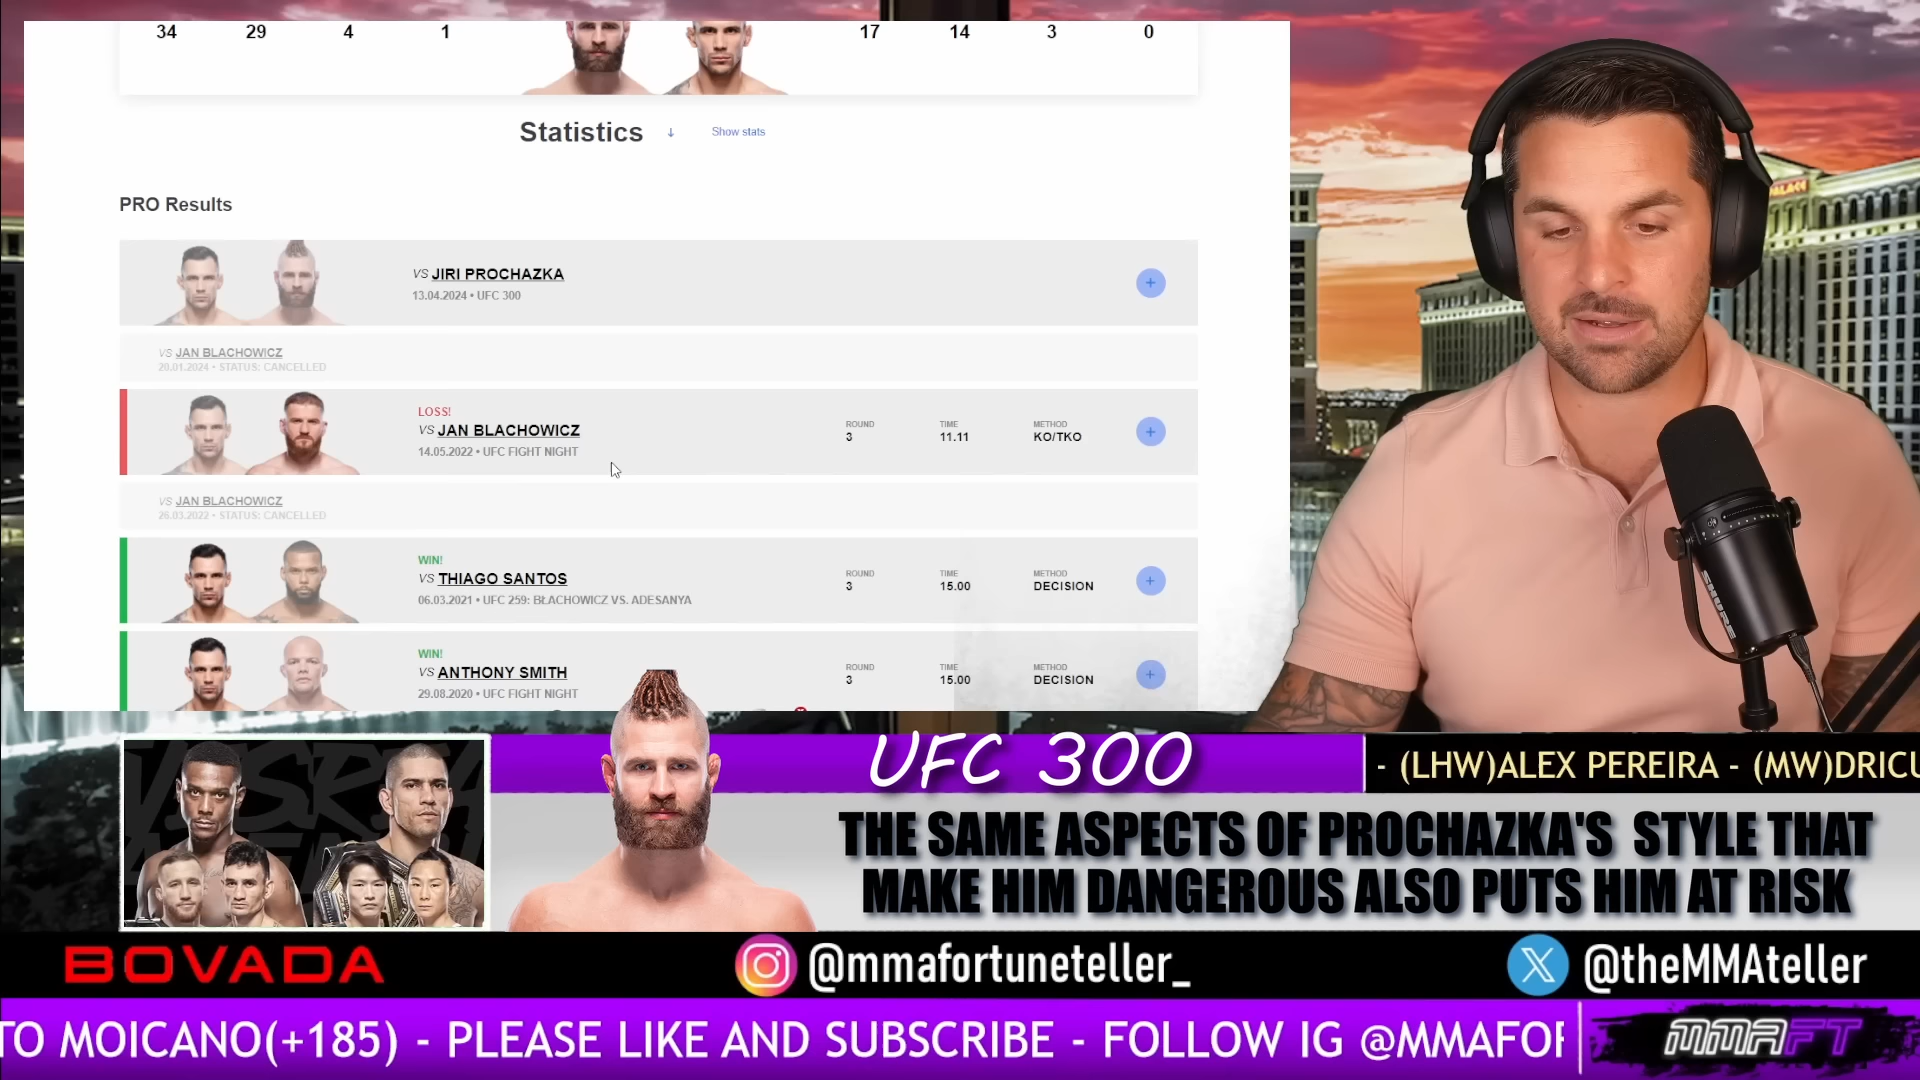 34 29 4 1 17 14 3 0
Statistics ↓ Show stats
PRO Results
VS JIRI PROCHAZKA
13.04.2024 • UFC 300
+
VS JAN BLACHOWICZ
20.01.2024 • STATUS: CANCELLED
LOSS!
VS JAN BLACHOWICZ
14.05.2022 • UFC FIGHT NIGHT
ROUND TIME METHOD
3 11.11 KO/TKO
+
VS JAN BLACHOWICZ
26.03.2022 • STATUS: CANCELLED
WIN!
VS THIAGO SANTOS
06.03.2021 • UFC 259: BŁACHOWICZ VS. ADESANYA
ROUND TIME METHOD
3 15.00 DECISION
+
WIN!
VS ANTHONY SMITH
29.08.2020 • UFC FIGHT NIGHT
ROUND TIME METHOD
3 15.00 DECISION
+
PALACE
SHURE
UFC 300
- (LHW)ALEX PEREIRA - (MW)DRICU
THE SAME ASPECTS OF PROCHAZKA'S STYLE THAT
MAKE HIM DANGEROUS ALSO PUTS HIM AT RISK
BOVADA
@mmafortuneteller_
@theMMAteller
TO MOICANO(+185) - PLEASE LIKE AND SUBSCRIBE - FOLLOW IG @MMAFOR
MMAFT